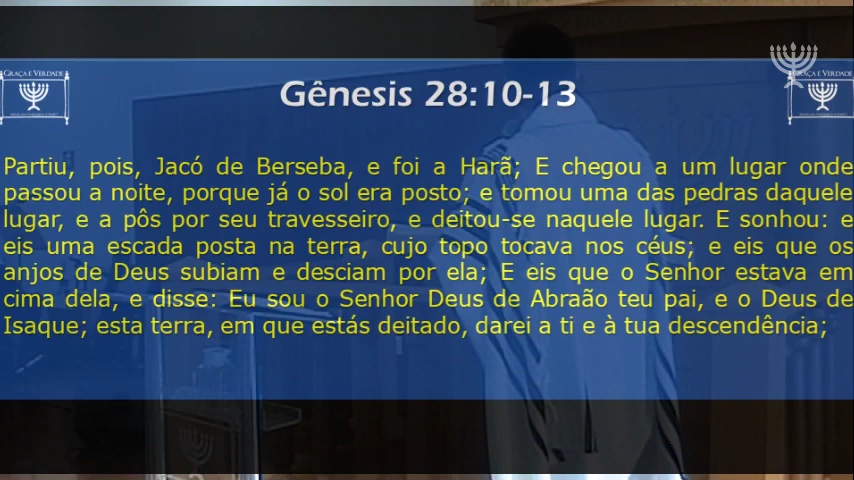 GRAÇA E VERDADE
GRAÇA E VERDADE
Gênesis 28:10-13
Partiu, pois, Jacó de Berseba, e foi a Harã; E chegou a um lugar onde
passou a noite, porque já o sol era posto; e tomou uma das pedras daquele
lugar, e a pôs por seu travesseiro, e deitou-se naquele lugar. E sonhou: e
eis uma escada posta na terra, cujo topo tocava nos céus; e eis que os
anjos de Deus subiam e desciam por ela; E eis que o Senhor estava em
cima dela, e disse: Eu sou o Senhor Deus de Abraão teu pai, e o Deus de
Isaque; esta terra, em que estás deitado, darei a ti e à tua descendência;